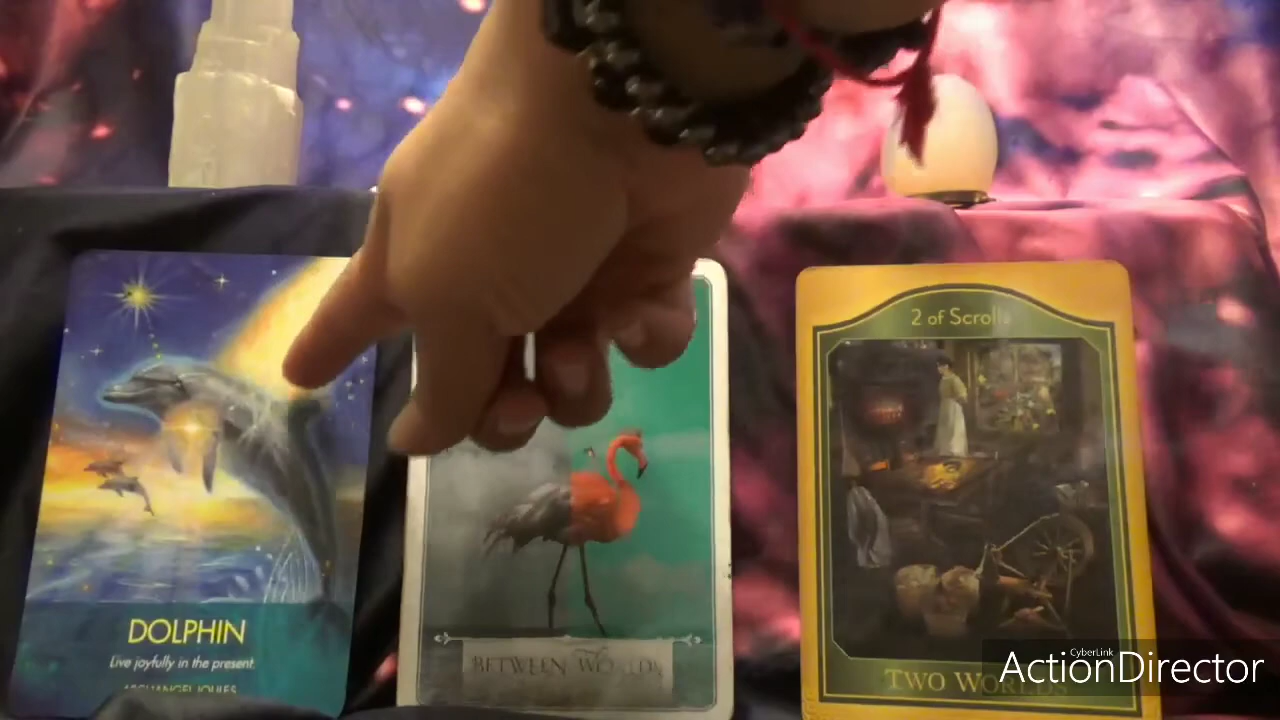 DOLPHIN
Live joyfully in the present.
BETWEEN WORLDS
2 of Scrolls
TWO WORLDS
CyberLink
ActionDirector